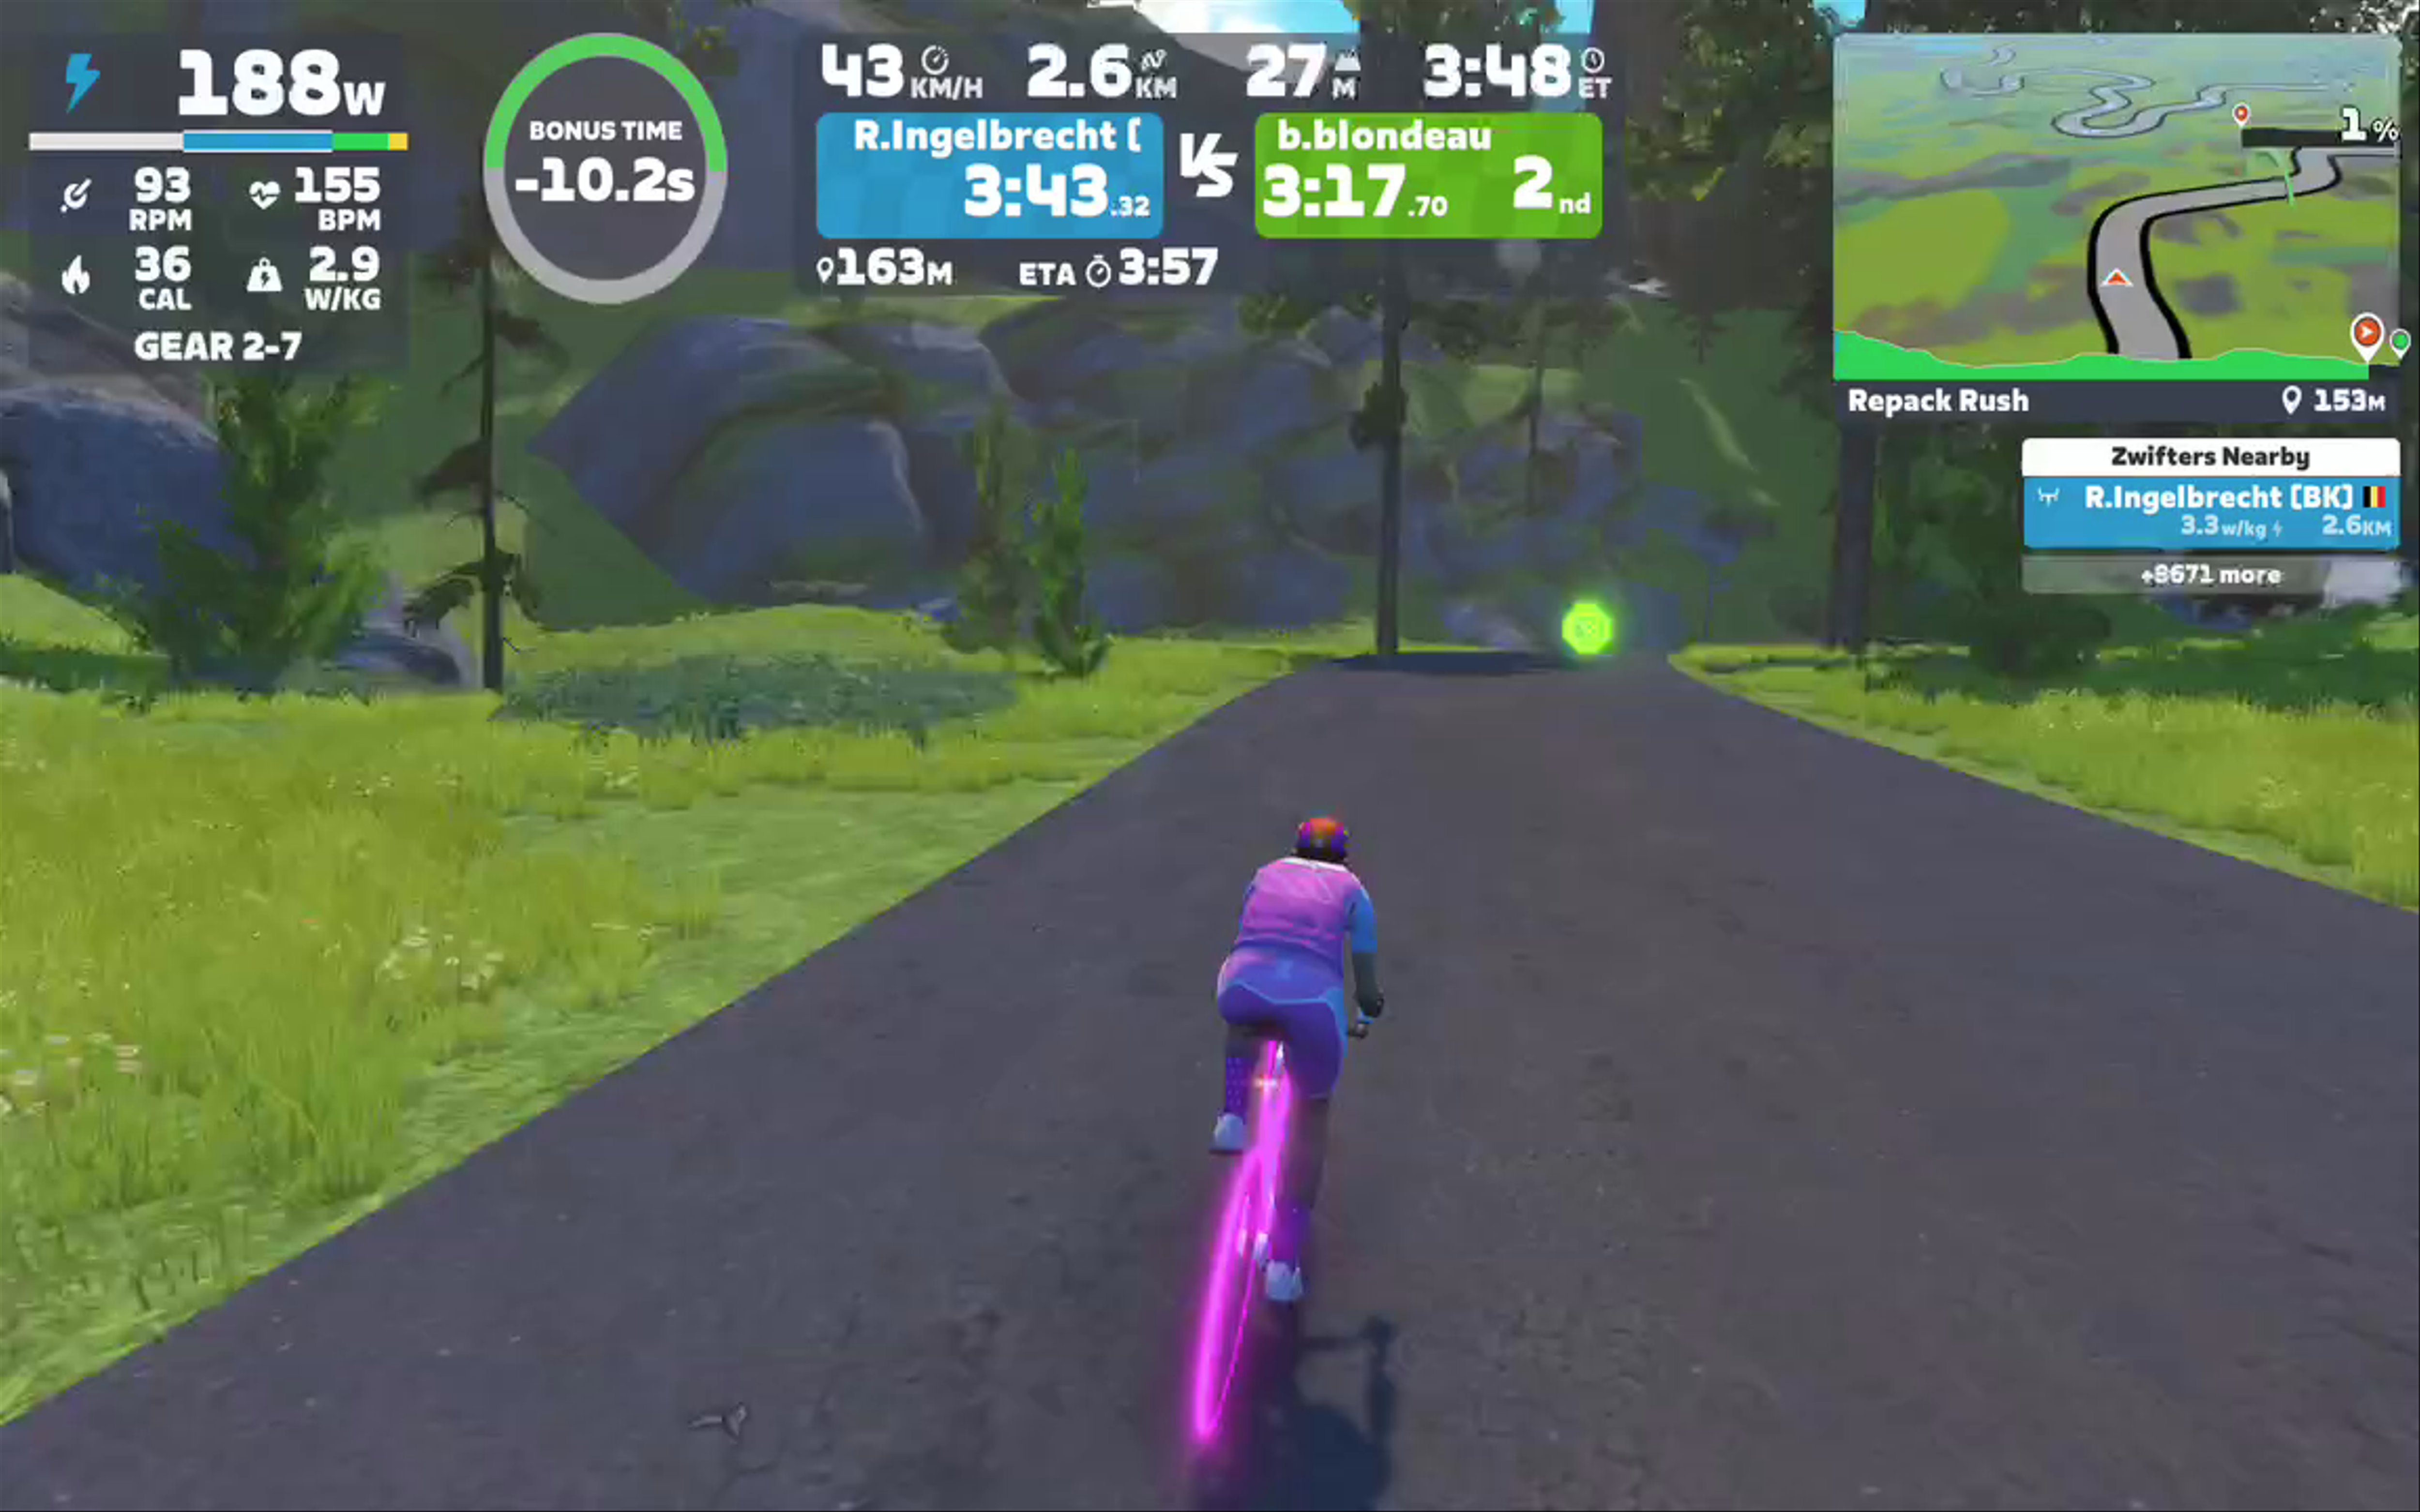 188w
93 RPM
155 BPM
36 CAL
2.9 W/KG
GEAR 2-7
BONUS TIME
-10.2s
43 KM/H 2.6 KM 27 M 3:48 ET
R.Ingelbrecht (
3:43.32
VS
b.blondeau
3:17.70 2nd
163M ETA 3:57
1%
Repack Rush 153M
Zwifters Nearby
R.Ingelbrecht (BK)
3.3w/kg 2.6KM
+8671 more